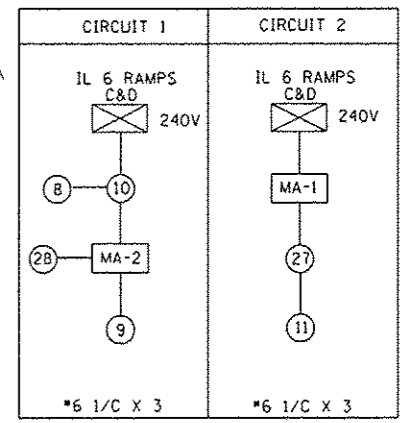 CIRCUIT 1
CIRCUIT 2
IL 6 RAMPS
C&D
240V
8
10
28
MA-2
9
#6 1/C X 3
IL 6 RAMPS
C&D
240V
MA-1
27
11
#6 1/C X 3